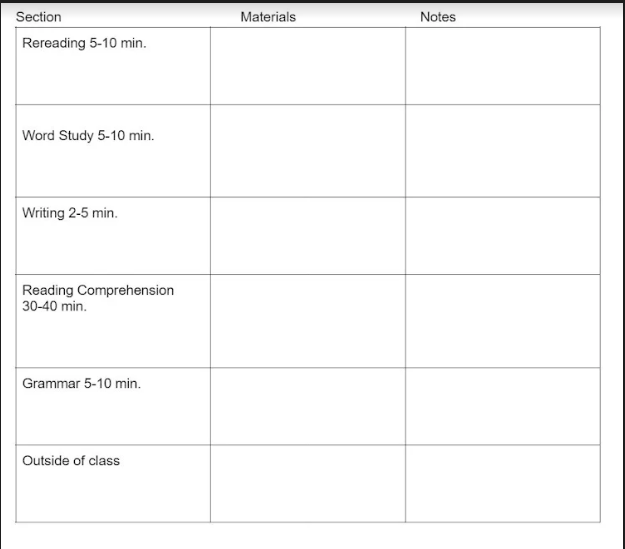 Section Materials Notes
Rereading 5-10 min.
Word Study 5-10 min.
Writing 2-5 min.
Reading Comprehension
30-40 min.
Grammar 5-10 min.
Outside of class